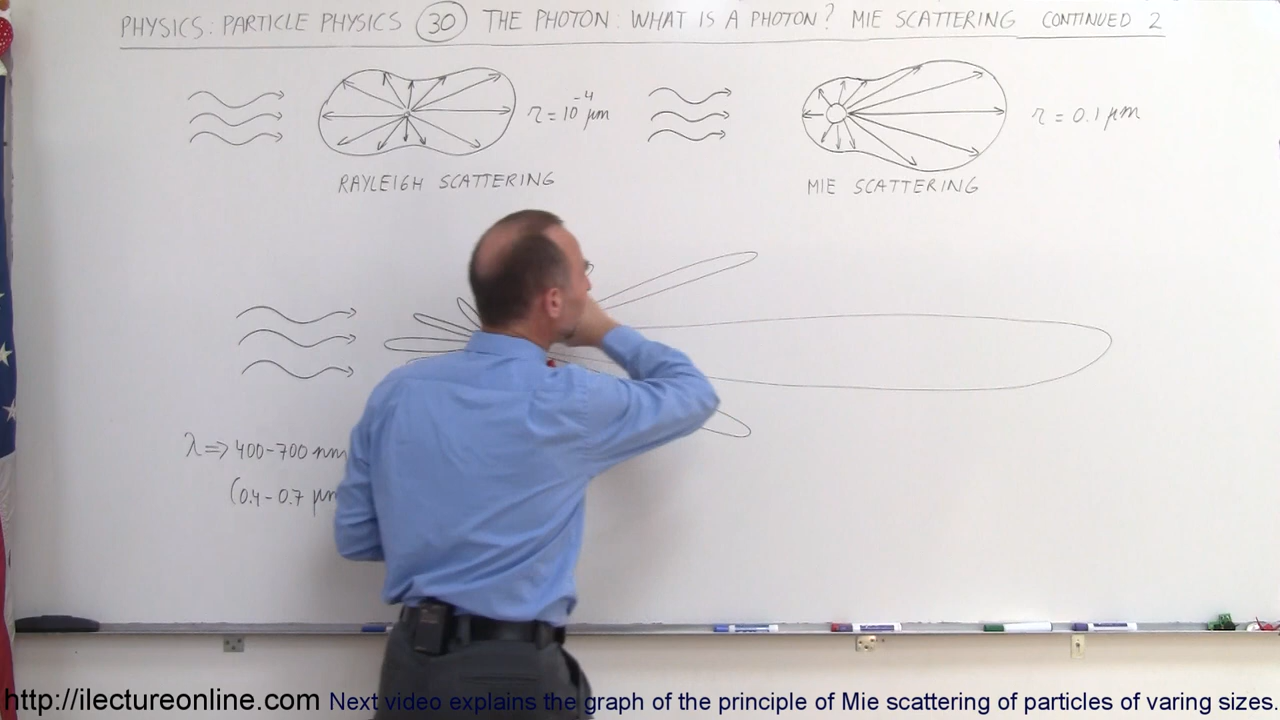 PHYSICS: PARTICLE PHYSICS 30 THE PHOTON: WHAT IS A PHOTON? MIE SCATTERING CONTINUED 2
r = 10⁻⁴ μm
r = 0.1 μm
RAYLEIGH SCATTERING
MIE SCATTERING
λ ⇒ 400-700 nm
(0.4 - 0.7 μm
http://ilectureonline.com Next video explains the graph of the principle of Mie scattering of particles of varing sizes.